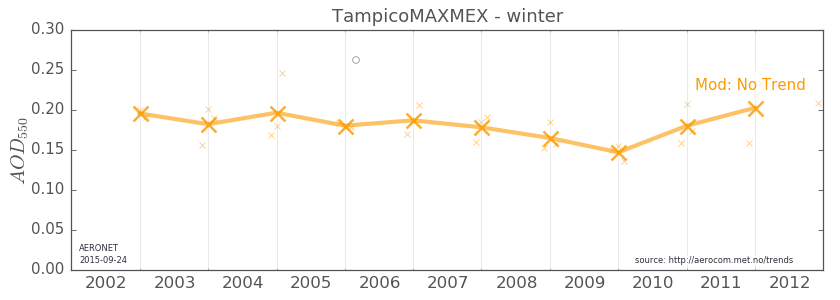 TampicoMAXMEX - winter
0.30
0.25
0.20
0.15
0.10
0.05
0.00
AOD550
Mod: No Trend
AERONET
2015-09-24
source: http://aerocom.met.no/trends
2002 2003 2004 2005 2006 2007 2008 2009 2010 2011 2012